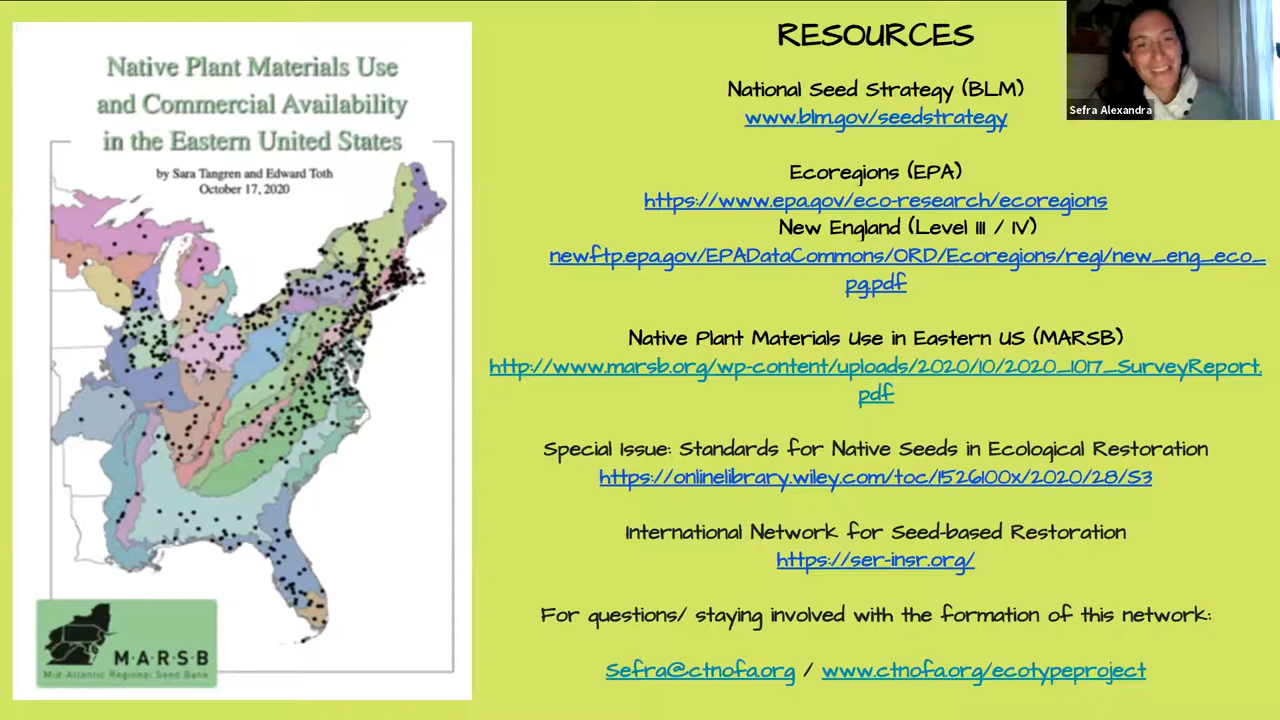 Native Plant Materials Use
and Commercial Availability
in the Eastern United States
by Sara Tangren and Edward Toth
October 17, 2020
M·A·R·S·B
Mid-Atlantic Regional Seed Bank
RESOURCES
National Seed Strategy (BLM)
www.blm.gov/seedstrategy
Ecoregions (EPA)
https://www.epa.gov/eco-research/ecoregions
New England (Level III / IV)
newftp.epa.gov/EPADataCommons/ORD/Ecoregions/reg1/new_eng_eco_
pg.pdf
Native Plant Materials Use in Eastern US (MARSB)
http://www.marsb.org/wp-content/uploads/2020/10/2020_1017_SurveyReport.
pdf
Special Issue: Standards for Native Seeds in Ecological Restoration
https://onlinelibrary.wiley.com/toc/1526100x/2020/28/S3
International Network for Seed-based Restoration
https://ser-insr.org/
For questions/ staying involved with the formation of this network:
Sefra@ctnofa.org / www.ctnofa.org/ecotypeproject
Sefra Alexandra